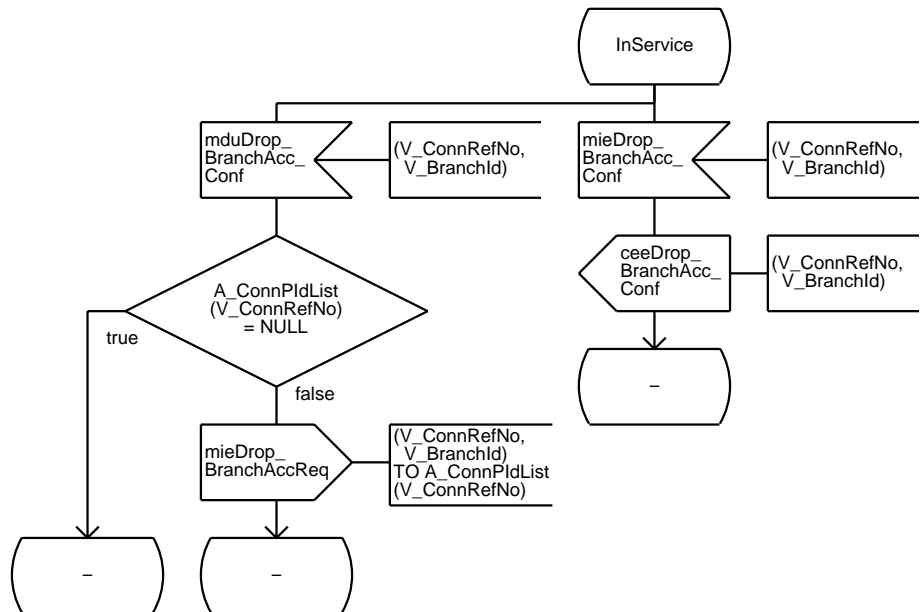 InService
mduDrop_
BranchAcc_
Conf
(V_ConnRefNo,
V_BranchId)
mieDrop_
BranchAcc_
Conf
(V_ConnRefNo,
V_BranchId)
ceeDrop_
BranchAcc_
Conf
(V_ConnRefNo,
V_BranchId)
A_ConnPIdList
(V_ConnRefNo)
= NULL
true
false
–
mieDrop_
BranchAccReq
(V_ConnRefNo,
V_BranchId)
TO A_ConnPIdList
(V_ConnRefNo)
–
–